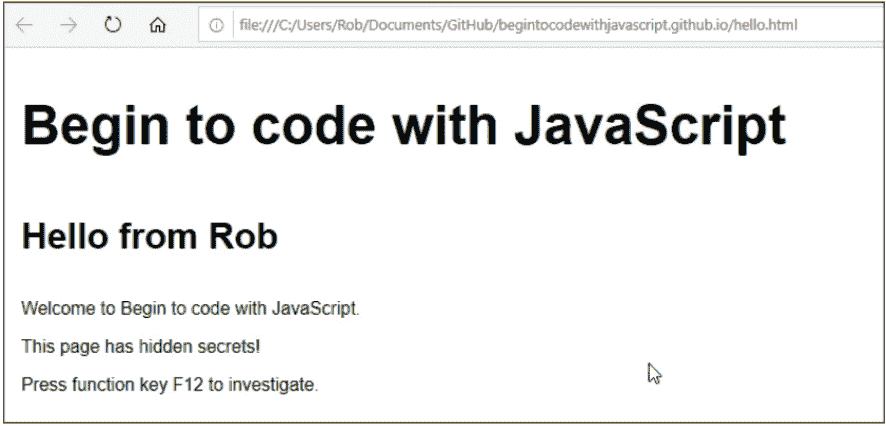 file:///C:/Users/Rob/Documents/GitHub/begintocodewithjavascript.github.io/hello.html
Begin to code with JavaScript
Hello from Rob
Welcome to Begin to code with JavaScript.
This page has hidden secrets!
Press function key F12 to investigate.